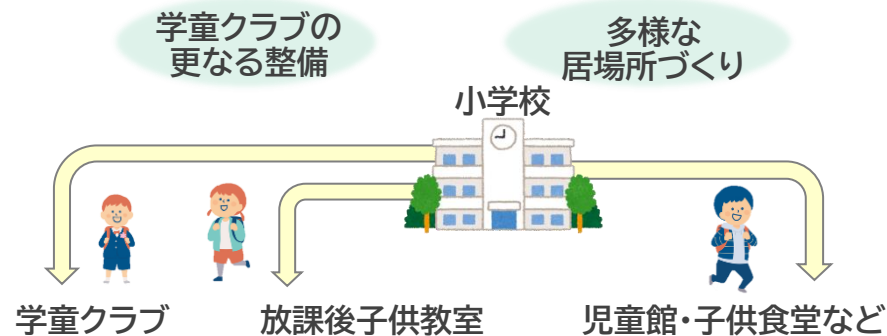 学童クラブの
更なる整備
多様な
居場所づくり
小学校
学童クラブ
放課後子供教室
児童館・子供食堂など